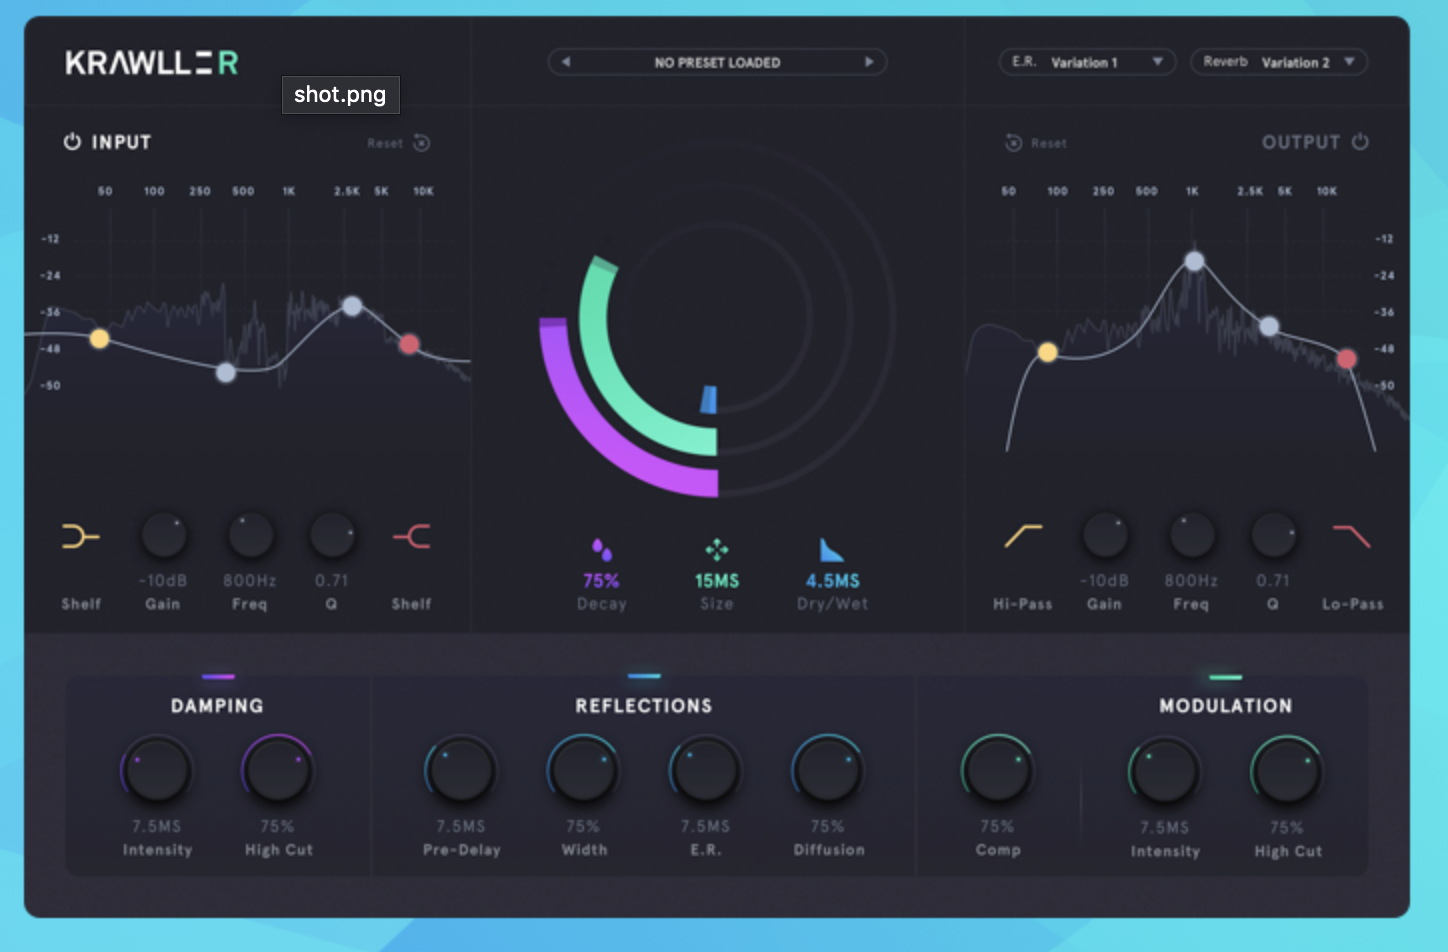 KRAWLLER
shot.png
NO PRESET LOADED
E.R. Variation 1
Reverb Variation 2
INPUT
Reset
50 100 250 500 1K 2.5K 5K 10K
-12
-24
-36
-48
-50
-10dB 800Hz 0.71
Shelf Gain Freq Q Shelf
75% 15MS 4.5MS
Decay Size Dry/Wet
Reset
OUTPUT
50 100 250 500 1K 2.5K 5K 10K
-12
-24
-36
-48
-50
-10dB 800Hz 0.71
Hi-Pass Gain Freq Q Lo-Pass
DAMPING
7.5MS 75%
Intensity High Cut
REFLECTIONS
7.5MS 75% 7.5MS 75%
Pre-Delay Width E.R. Diffusion
75%
Comp
MODULATION
7.5MS 75%
Intensity High Cut